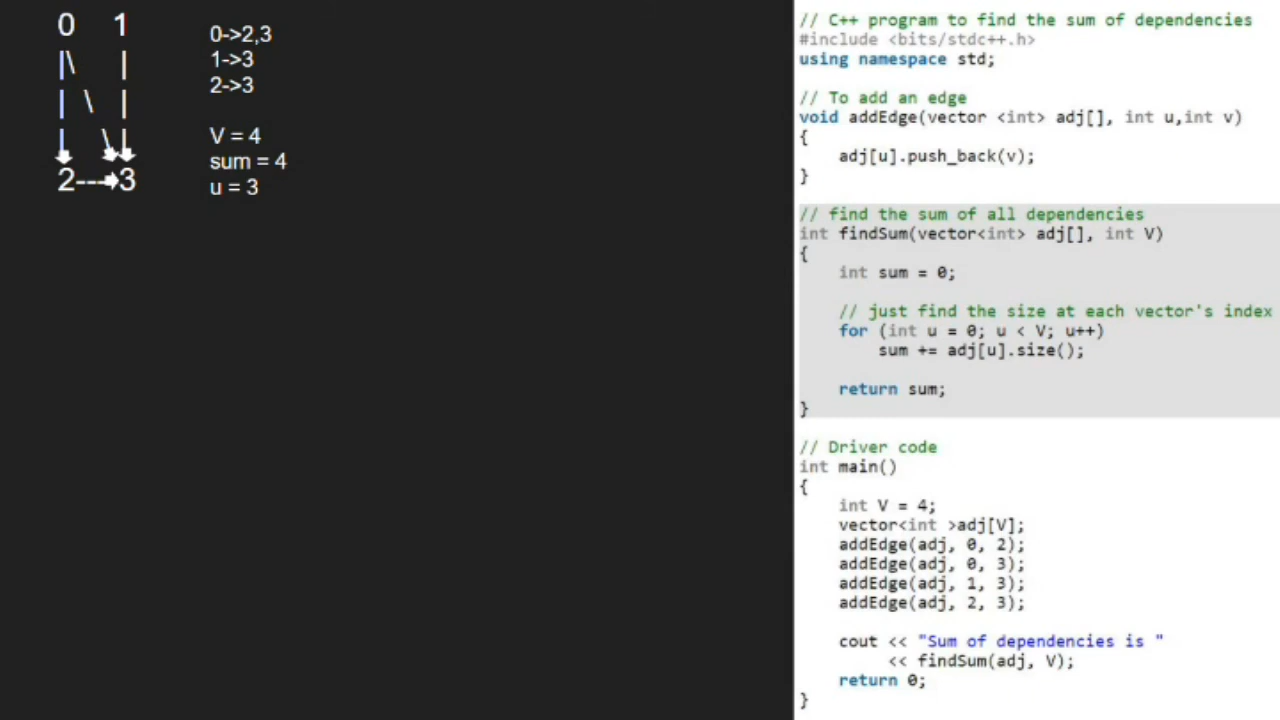 0 1
|\ |
| \ |
| \|
2--->3
0->2,3
1->3
2->3
V = 4
sum = 4
u = 3
// C++ program to find the sum of dependencies
#include <bits/stdc++.h>
using namespace std;
// To add an edge
void addEdge(vector <int> adj[], int u,int v)
{
    adj[u].push_back(v);
}
// find the sum of all dependencies
int findSum(vector<int> adj[], int V)
{
    int sum = 0;
    // just find the size at each vector's index
    for (int u = 0; u < V; u++)
        sum += adj[u].size();
    return sum;
}
// Driver code
int main()
{
    int V = 4;
    vector<int >adj[V];
    addEdge(adj, 0, 2);
    addEdge(adj, 0, 3);
    addEdge(adj, 1, 3);
    addEdge(adj, 2, 3);
    cout << "Sum of dependencies is "
         << findSum(adj, V);
    return 0;
}